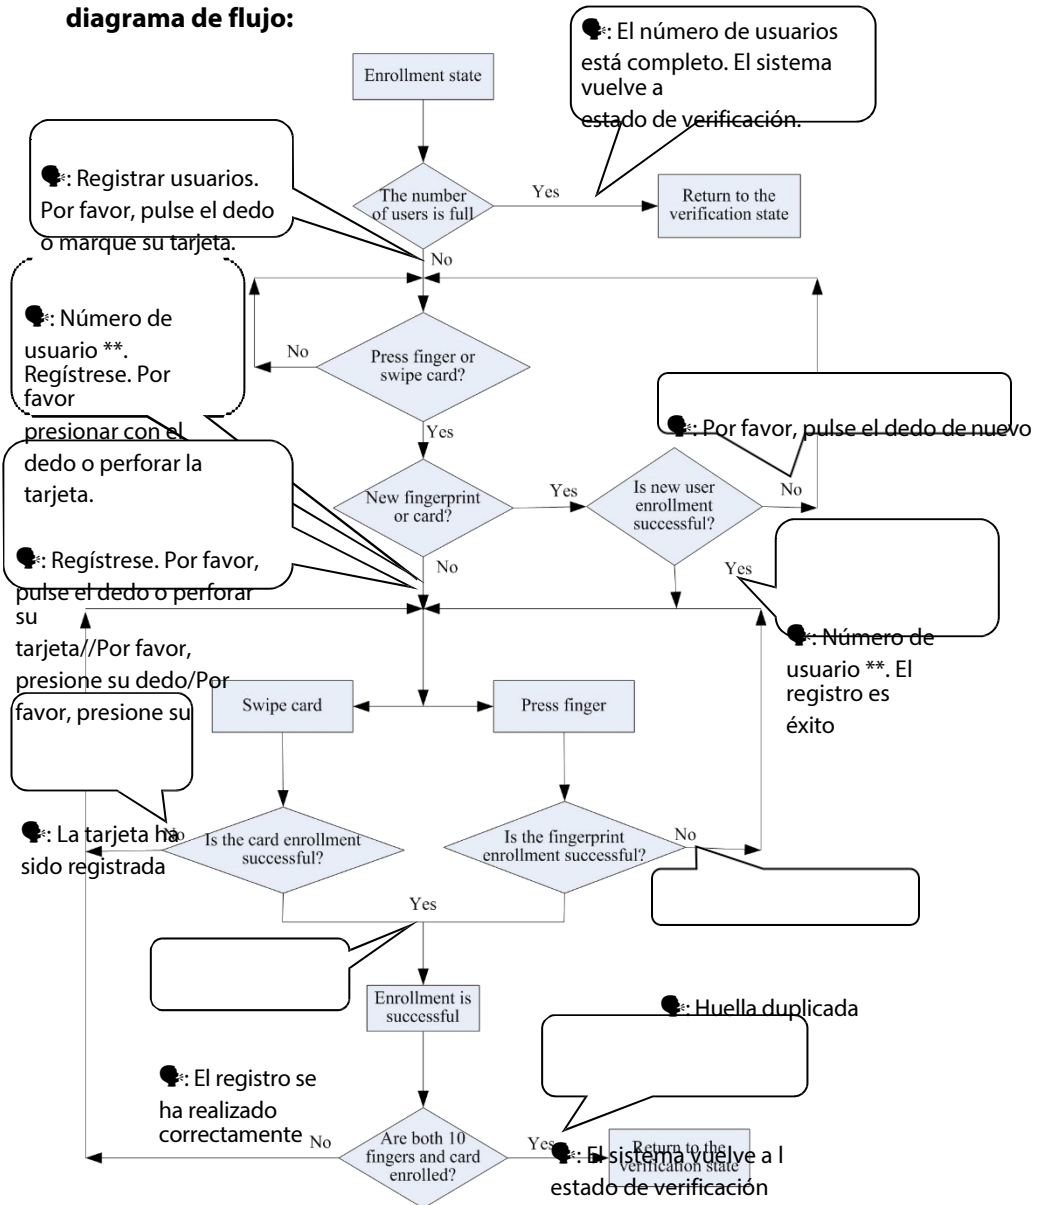 diagrama de flujo:
🗣: El número de usuarios
está completo. El sistema
vuelve a
estado de verificación.
Enrollment state
🗣: Registrar usuarios.
Por favor, pulse el dedo
o marque su tarjeta.
The number
of users is full
Yes
Return to the
verification state
No
🗣: Número de
usuario **.
Regístrese. Por
favor
presionar con el
dedo o perforar la
tarjeta.
No
Press finger or
swipe card?
Yes
🗣: Por favor, pulse el dedo de nuevo
New fingerprint
or card?
Yes
Is new user
enrollment
successful?
No
🗣: Regístrese. Por favor,
pulse el dedo o perforar
su
tarjeta//Por favor,
presione su dedo/Por
favor, presione su
No
Yes
🗣: Número de
usuario **. El
registro es
éxito
Swipe card
Press finger
🗣: La tarjeta ha
sido registrada
No
Is the card enrollment
successful?
Is the fingerprint
enrollment successful?
No
Yes
Enrollment is
successful
🗣: Huella duplicada
🗣: El registro se
ha realizado
correctamente
No
Are both 10
fingers and card
enrolled?
Yes
Return to the
verification state
🗣: El sistema vuelve a l
estado de verificación